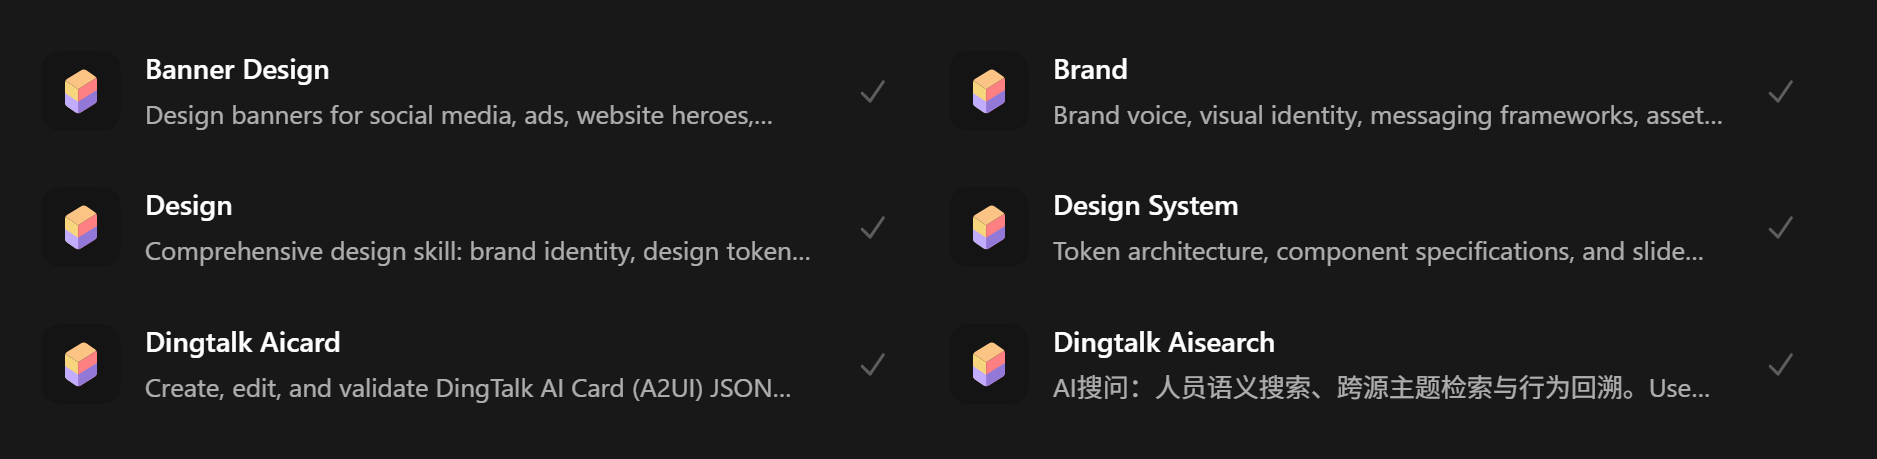 Banner Design
Design banners for social media, ads, website heroes,...
Brand
Brand voice, visual identity, messaging frameworks, asset...
Design
Comprehensive design skill: brand identity, design token...
Design System
Token architecture, component specifications, and slide...
Dingtalk Aicard
Create, edit, and validate DingTalk AI Card (A2UI) JSON...
Dingtalk Aisearch
AI搜问：人员语义搜索、跨源主题检索与行为回溯。Use...